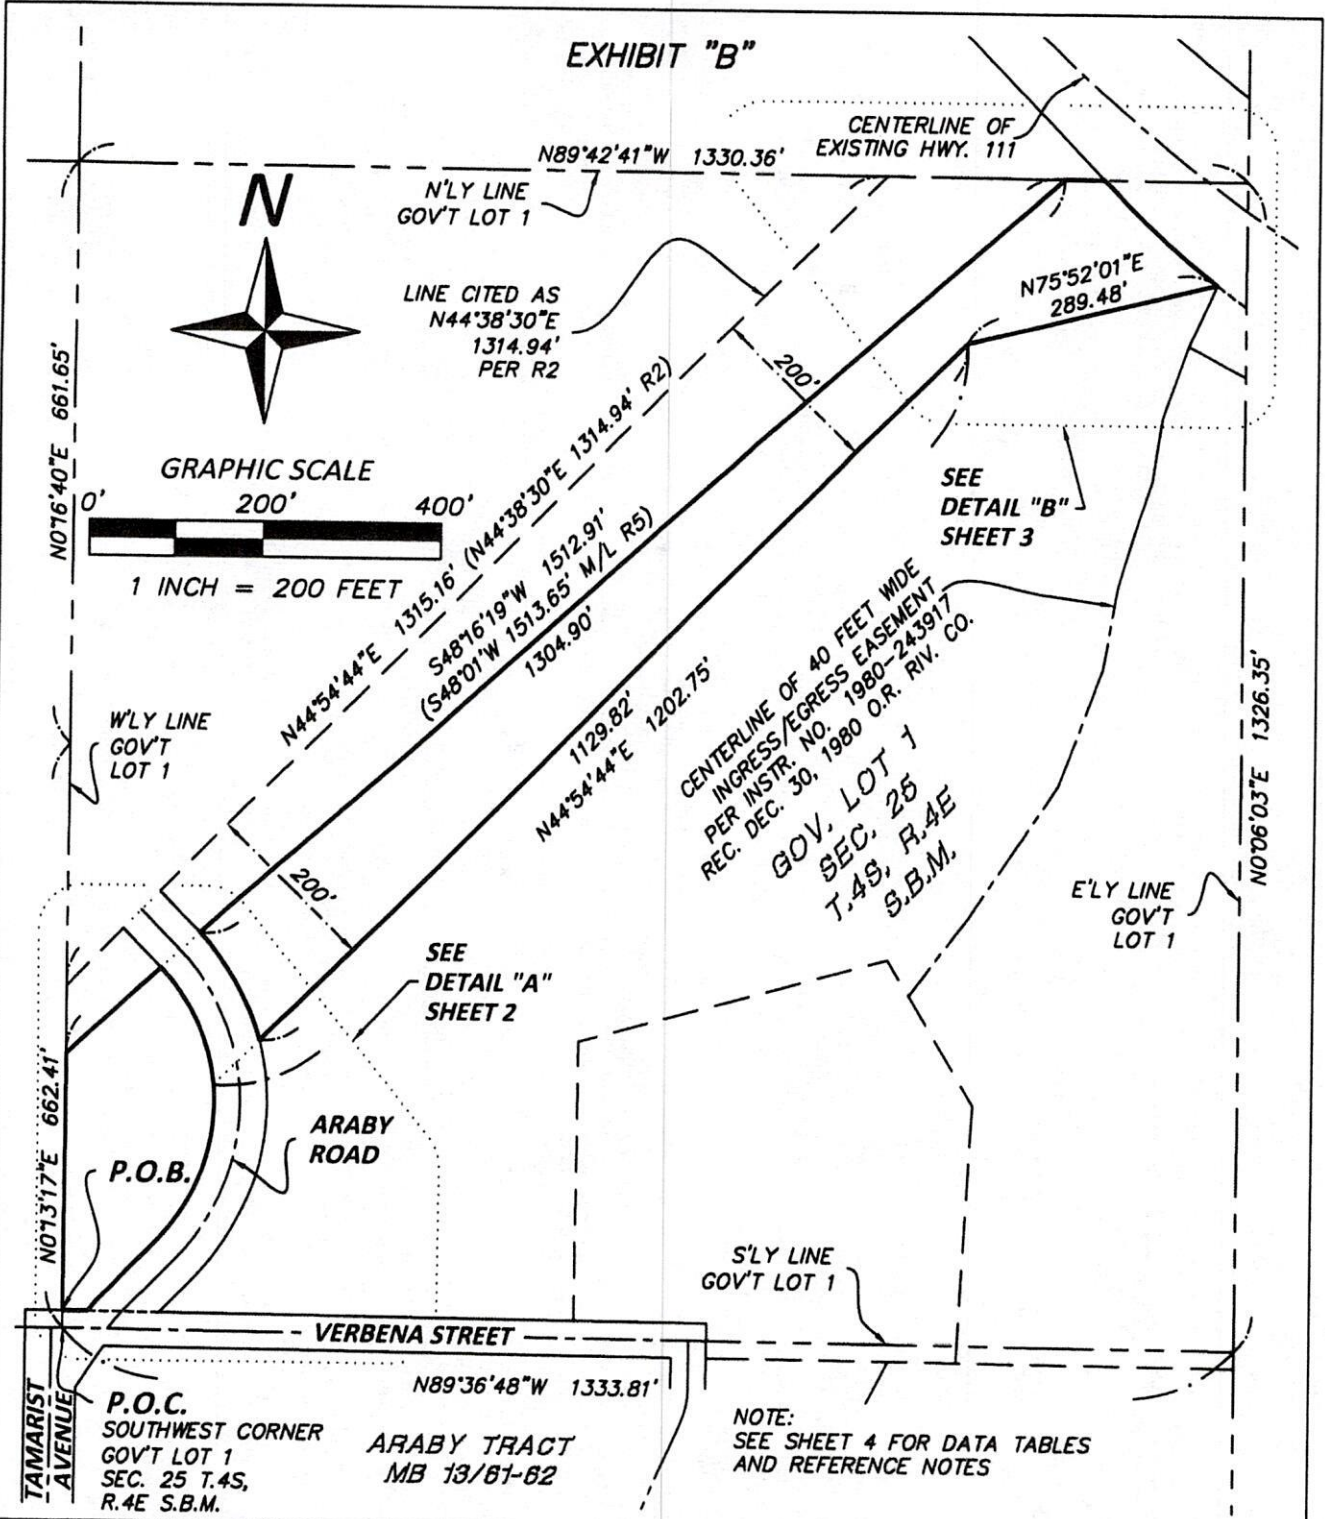 EXHIBIT "B"
CENTERLINE OF
EXISTING HWY. 111
N89°42'41"W 1330.36'
N'LY LINE
GOV'T LOT 1
N
LINE CITED AS
N44°38'30"E
1314.94'
PER R2
N75°52'01"E
289.48'
200'
N0°16'40"E 661.65'
GRAPHIC SCALE
0' 200' 400'
1 INCH = 200 FEET
SEE
DETAIL "B"
SHEET 3
N44°54'44"E 1315.16' (N44°38'30"E 1314.94' R2)
S48°16'19"W 1512.91'
(S48°01'W 1513.65' M/L R5)
1304.90'
1129.82'
N44°54'44"E 1202.75'
CENTERLINE OF 40 FEET WIDE
INGRESS/EGRESS EASEMENT
PER INSTR. NO. 1980-243917
REC. DEC. 30, 1980 O.R. RIV. CO.
GOV. LOT 1
SEC. 25
T.4S, R.4E
S.B.M.
N0°06'03"E 1326.35'
W'LY LINE
GOV'T
LOT 1
200'
E'LY LINE
GOV'T
LOT 1
SEE
DETAIL "A"
SHEET 2
N0°13'17"E 662.41'
ARABY
ROAD
P.O.B.
S'LY LINE
GOV'T LOT 1
VERBENA STREET
N89°36'48"W 1333.81'
TAMARIST
AVENUE
P.O.C.
SOUTHWEST CORNER
GOV'T LOT 1
SEC. 25 T.4S,
R.4E S.B.M.
ARABY TRACT
MB 13/61-62
NOTE:
SEE SHEET 4 FOR DATA TABLES
AND REFERENCE NOTES